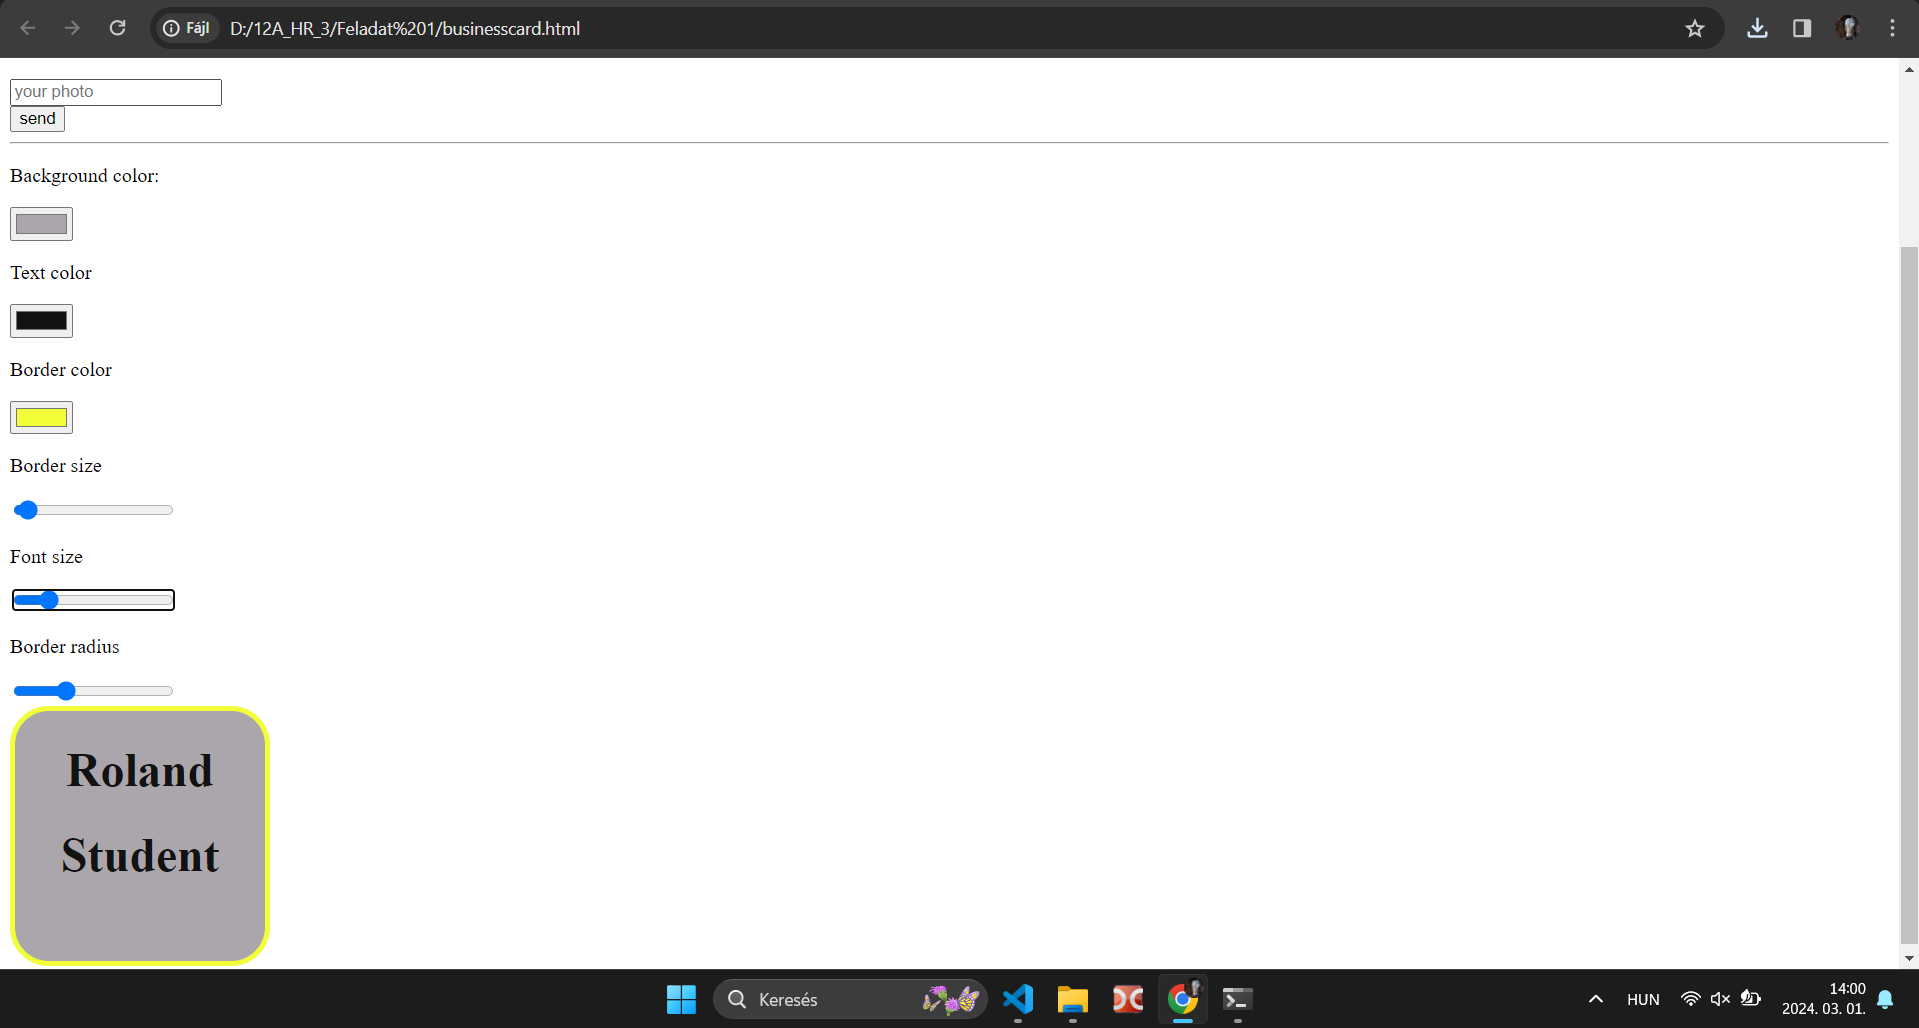 Fájl
D:/12A_HR_3/Feladat%201/businesscard.html
your photo
send
Background color:
Text color
Border color
Border size
Font size
Border radius
Roland
Student
Keresés
HUN
14:00
2024. 03. 01.